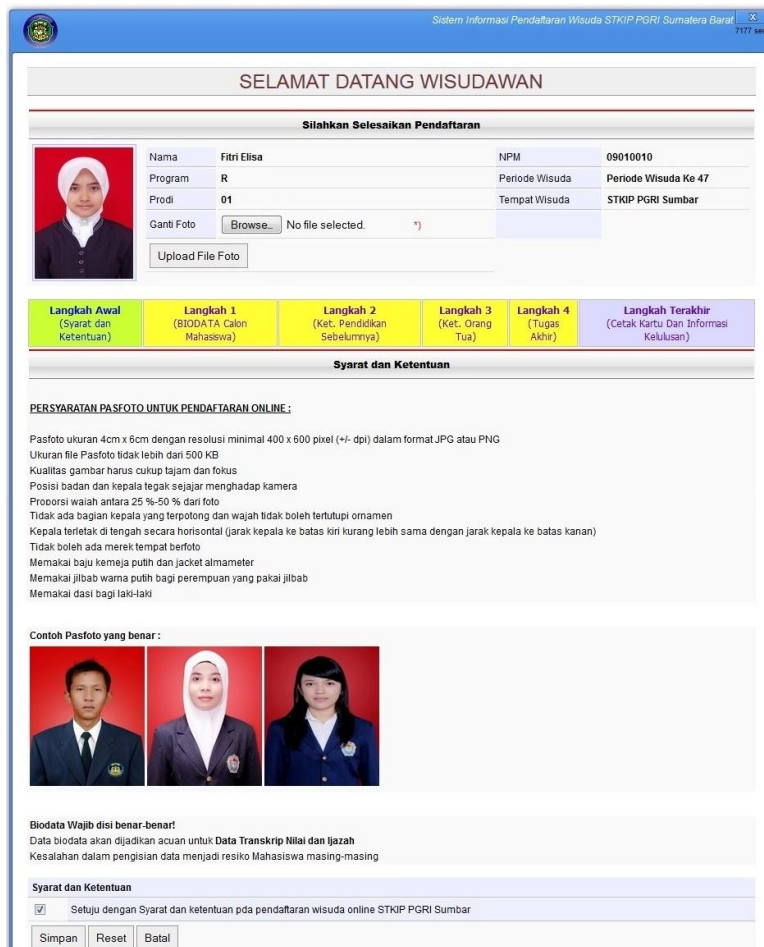 Sistem Informasi Pendaftaran Wisuda STKIP PGRI Sumatera Barat
X
7177 se
SELAMAT DATANG WISUDAWAN
Silahkan Selesaikan Pendaftaran
Nama Fitri Elisa NPM 09010010
Program R Periode Wisuda Periode Wisuda Ke 47
Prodi 01 Tempat Wisuda STKIP PGRI Sumbar
Ganti Foto Browse.. No file selected. *)
Upload File Foto
Langkah Awal Langkah 1 Langkah 2 Langkah 3 Langkah 4 Langkah Terakhir
(Syarat dan (BIODATA Calon (Ket. Pendidikan (Ket. Orang (Tugas (Cetak Kartu Dan Informasi
Ketentuan) Mahasiswa) Sebelumnya) Tua) Akhir) Kelulusan)
Syarat dan Ketentuan
PERSYARATAN PASFOTO UNTUK PENDAFTARAN ONLINE :
Pasfoto ukuran 4cm x 6cm dengan resolusi minimal 400 x 600 pixel (+/- dpi) dalam format JPG atau PNG
Ukuran file Pasfoto tidak lebih dari 500 KB
Kualitas gambar harus cukup tajam dan fokus
Posisi badan dan kepala tegak sejajar menghadap kamera
Proporsi wajah antara 25 %-50 % dari foto
Tidak ada bagian kepala yang terpotong dan wajah tidak boleh tertutupi ornamen
Kepala terletak di tengah secara horisontal (jarak kepala ke batas kiri kurang lebih sama dengan jarak kepala ke batas kanan)
Tidak boleh ada merek tempat berfoto
Memakai baju kemeja putih dan jacket almameter
Memakai jilbab warna putih bagi perempuan yang pakai jilbab
Memakai dasi bagi laki-laki
Contoh Pasfoto yang benar :
Biodata Wajib disi benar-benar!
Data biodata akan dijadikan acuan untuk Data Transkrip Nilai dan Ijazah
Kesalahan dalam pengisian data menjadi resiko Mahasiswa masing-masing
Syarat dan Ketentuan
Setuju dengan Syarat dan ketentuan pda pendaftaran wisuda online STKIP PGRI Sumbar
Simpan Reset Batal